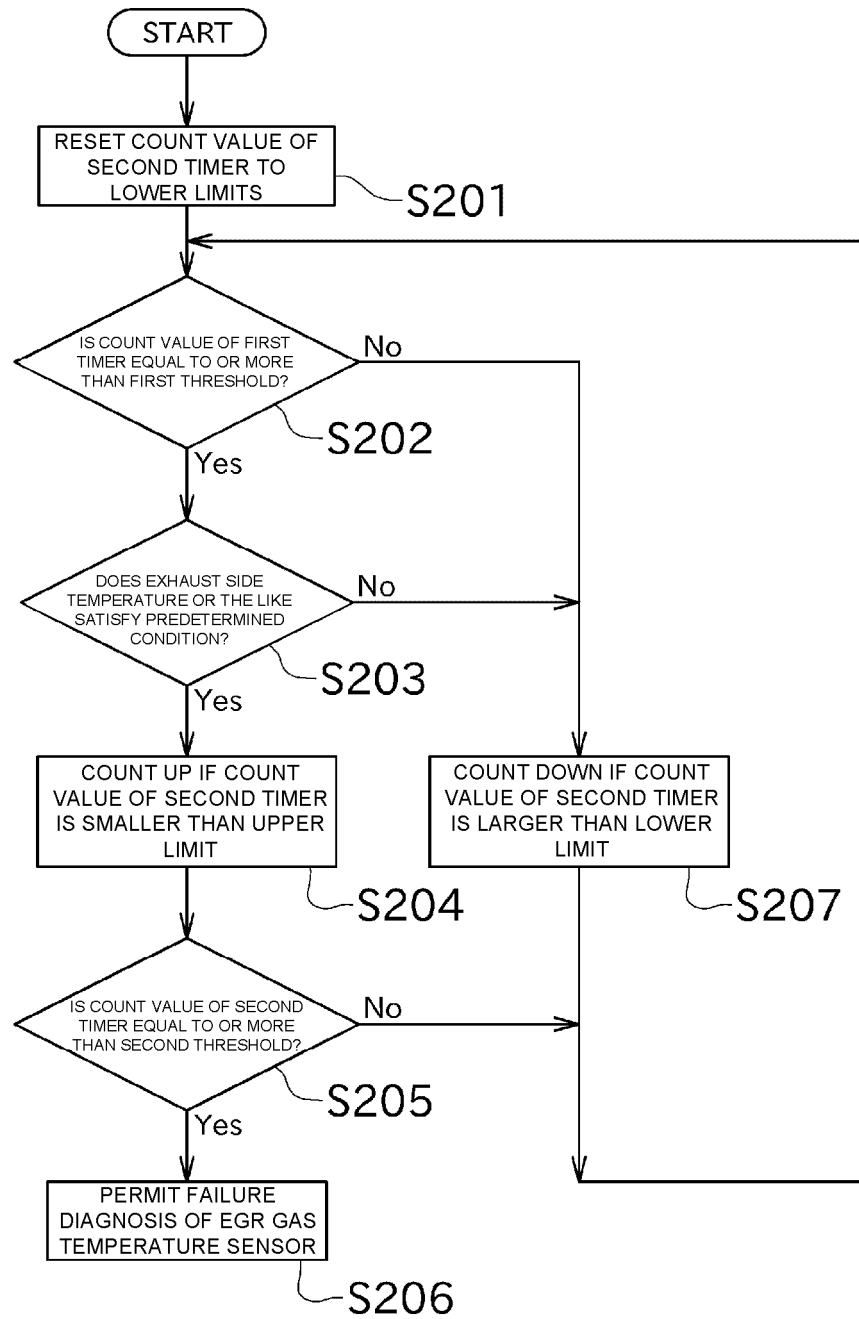 START
RESET COUNT VALUE OF
SECOND TIMER TO
LOWER LIMITS
S201
IS COUNT VALUE OF FIRST
TIMER EQUAL TO OR MORE
THAN FIRST THRESHOLD?
No
S202
Yes
DOES EXHAUST SIDE
TEMPERATURE OR THE LIKE
SATISFY PREDETERMINED
CONDITION?
No
S203
Yes
COUNT UP IF COUNT
VALUE OF SECOND TIMER
IS SMALLER THAN UPPER
LIMIT
S204
COUNT DOWN IF COUNT
VALUE OF SECOND TIMER
IS LARGER THAN LOWER
LIMIT
S207
IS COUNT VALUE OF SECOND
TIMER EQUAL TO OR MORE
THAN SECOND THRESHOLD?
No
S205
Yes
PERMIT FAILURE
DIAGNOSIS OF EGR GAS
TEMPERATURE SENSOR
S206